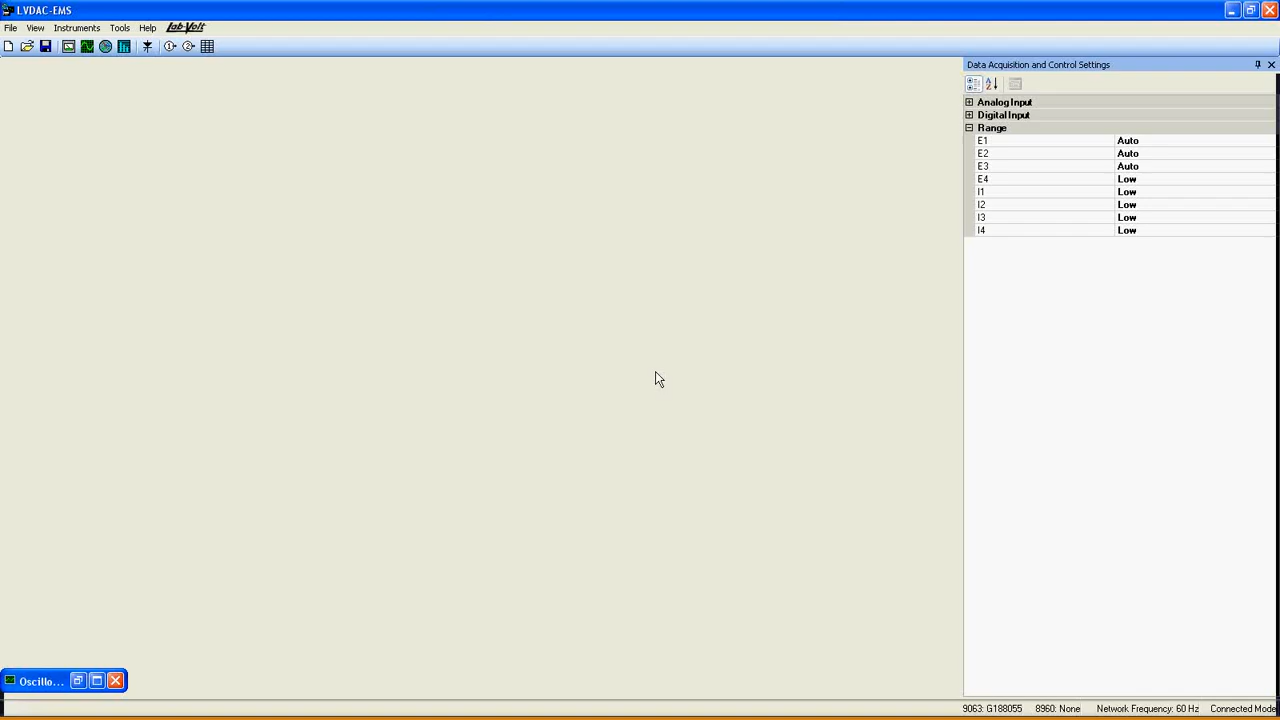 LVDAC-EMS
File View Instruments Tools Help Lab-Volt
1 2
Data Acquisition and Control Settings
Analog Input
Digital Input
Range
E1 Auto
E2 Auto
E3 Auto
E4 Low
I1 Low
I2 Low
I3 Low
I4 Low
Oscillo...
9063: G188055 8960: None Network Frequency: 60 Hz Connected Mode